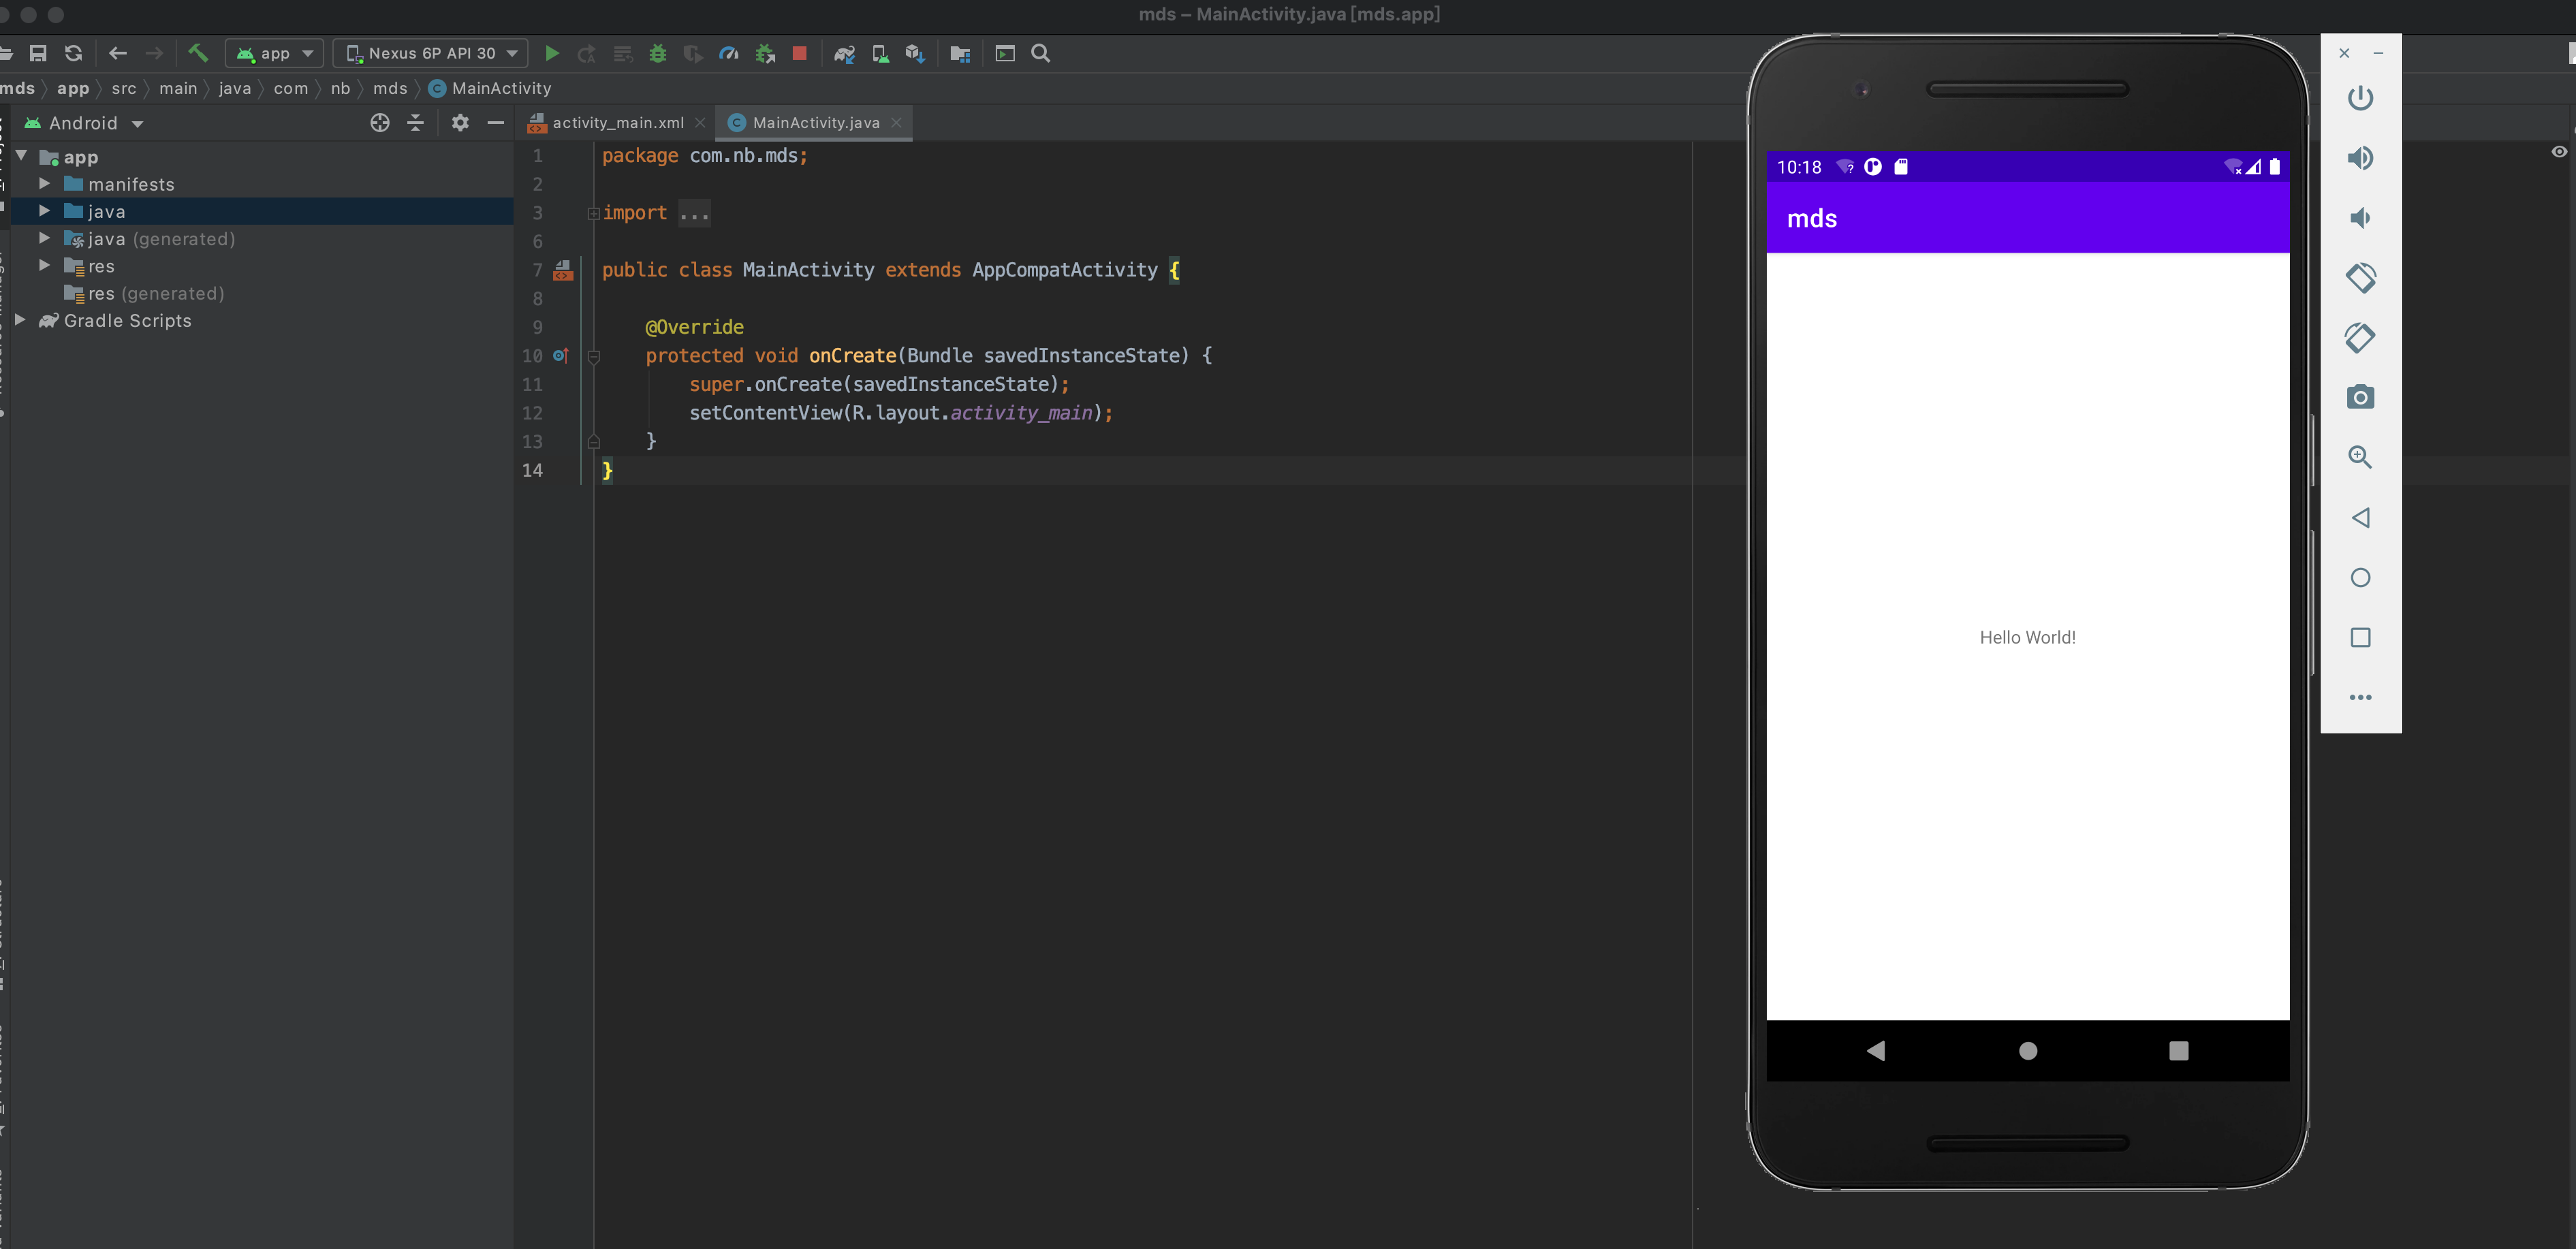 mds – MainActivity.java [mds.app]
app
Nexus 6P API 30
mds
app
src
main
java
com
nb
mds
MainActivity
Android
app
manifests
java
java (generated)
res
res (generated)
Gradle Scripts
activity_main.xml
MainActivity.java
1 package com.nb.mds;
2
3 import ...
6
7 public class MainActivity extends AppCompatActivity {
8
9 @Override
10 protected void onCreate(Bundle savedInstanceState) {
11 super.onCreate(savedInstanceState);
12 setContentView(R.layout.activity_main);
13 }
14 }
10:18
mds
Hello World!